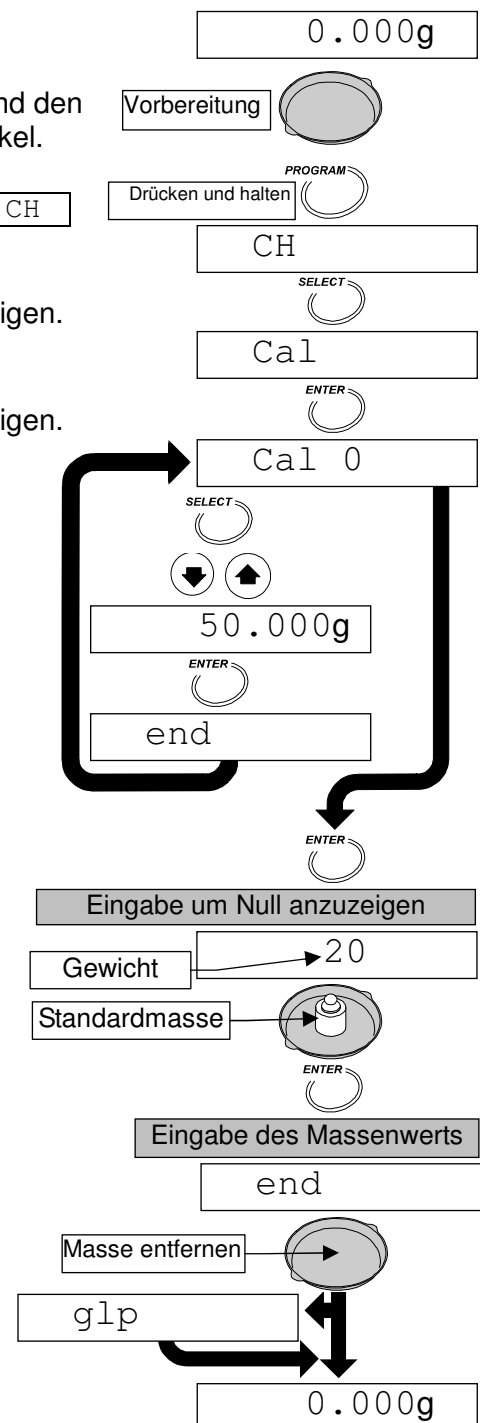 0.000g
nd den
kel.
Vorbereitung
PROGRAM
Drücken und halten
CH
CH
SELECT
igen.
Cal
ENTER
igen.
Cal 0
SELECT
50.000g
ENTER
end
ENTER
Eingabe um Null anzuzeigen
20
Gewicht
Standardmasse
ENTER
Eingabe des Massenwerts
end
Masse entfernen
glp
0.000g